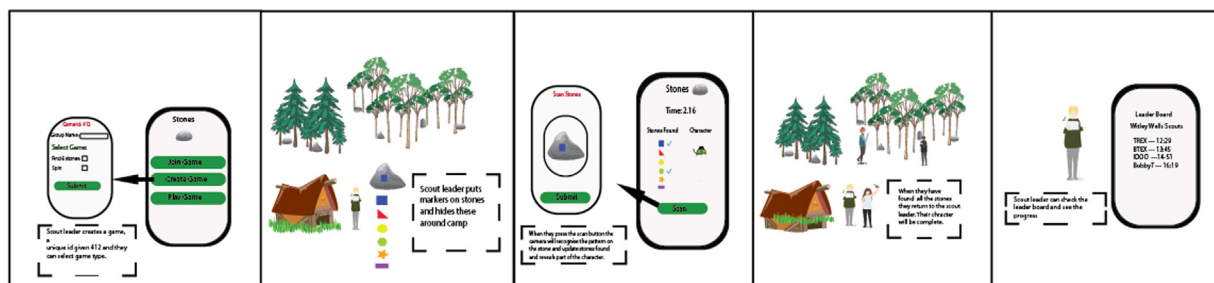 Game id: 412
Group Name
Select Game:
Find 6 stones
Spin
Submit
Stones
Join Game
Create Game
Play Game
Scout leader creates a game,
a
unique id given 412 and they
can select game type.
Scout leader puts
markers on stones
and hides these
around camp
Scan Stones
Submit
Stones
Time: 2.16
Stones Found
Character
Scan
When they press the scan button the
camera will recognise the pattern on
the stone and update stones found
and reveals part of the character.
When they have
found all the stones
they return to the scout
leader. Their chracter
will be complete.
Scout leader can check the
leader board and see the
progress
Leader Board
Witley Wells Scouts
TREX --- 12:29
BTEX --- 13:45
IDOO --- 14-51
BobbyT --- 16:19